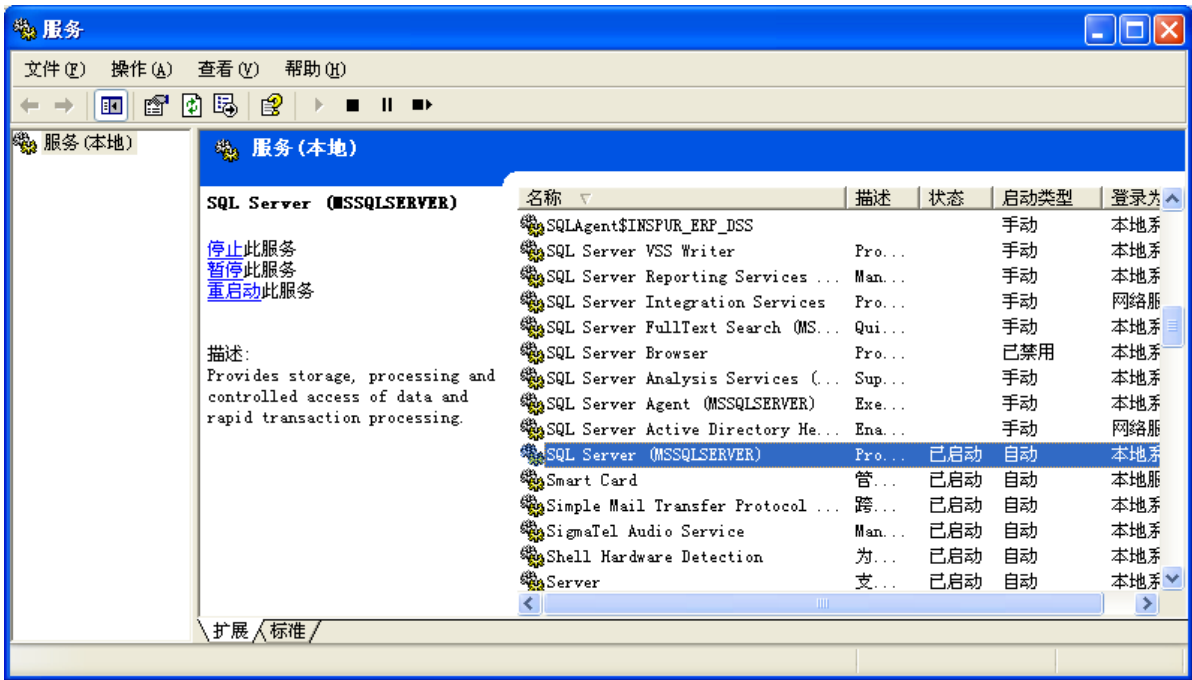 服务
文件(F) 操作(A) 查看(V) 帮助(H)
服务(本地)
服务(本地)
SQL Server (MSSQLSERVER)
停止此服务
暂停此服务
重启动此服务
描述:
Provides storage, processing and
controlled access of data and
rapid transaction processing.
名称 描述 状态 启动类型 登录为
SQLAgent$INSPUR_ERP_DSS 手动 本地系
SQL Server VSS Writer Pro... 手动 本地系
SQL Server Reporting Services ... Man... 手动 本地系
SQL Server Integration Services Pro... 手动 网络服
SQL Server FullText Search (MS... Qui... 手动 本地系
SQL Server Browser Pro... 已禁用 本地系
SQL Server Analysis Services (... Sup... 手动 本地系
SQL Server Agent (MSSQLSERVER) Exe... 手动 本地系
SQL Server Active Directory He... Ena... 手动 网络服
SQL Server (MSSQLSERVER) Pro... 已启动 自动 本地系
Smart Card 管... 已启动 自动 本地服
Simple Mail Transfer Protocol ... 跨... 已启动 自动 本地系
SigmaTel Audio Service Man... 已启动 自动 本地系
Shell Hardware Detection 为... 已启动 自动 本地系
Server 支... 已启动 自动 本地系
扩展 标准